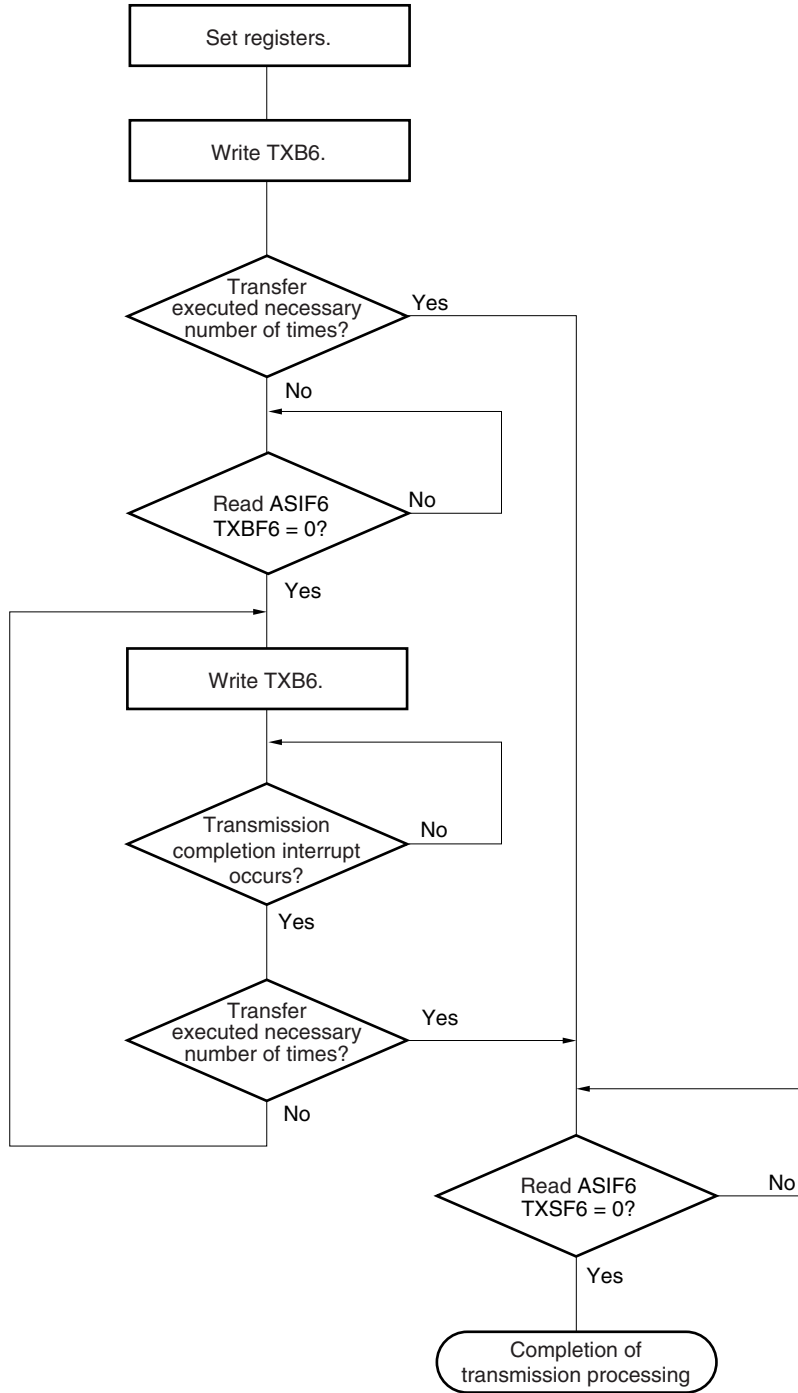 Set registers.
Write TXB6.
Transfer
executed necessary
number of times?
Yes
No
Read ASIF6
TXBF6 = 0?
No
Yes
Write TXB6.
Transmission
completion interrupt
occurs?
No
Yes
Transfer
executed necessary
number of times?
Yes
No
Read ASIF6
TXSF6 = 0?
No
Yes
Completion of
transmission processing